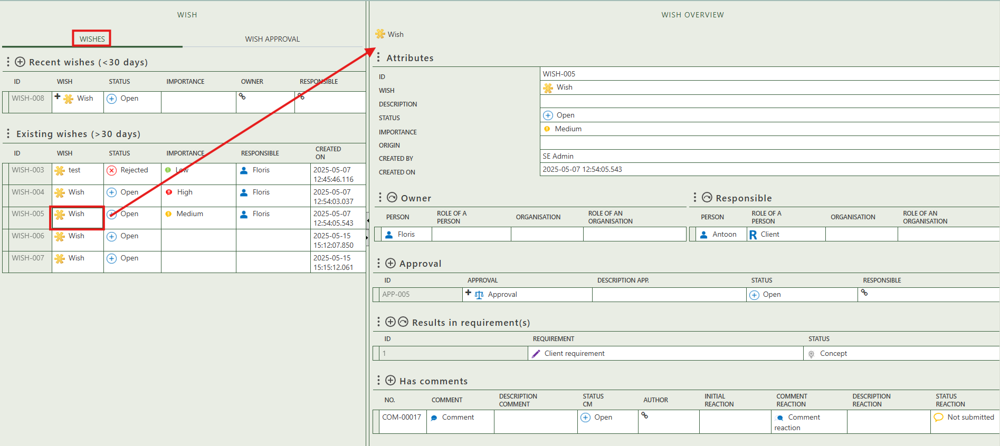 WISH
WISHES
WISH APPROVAL
Recent wishes (<30 days)
ID WISH STATUS IMPORTANCE OWNER RESPONSIBLE
WISH-008 Wish Open
Existing wishes (>30 days)
ID WISH STATUS IMPORTANCE RESPONSIBLE CREATED
ON
WISH-003 test Rejected Low Floris 2025-05-07
12:45:46.116
WISH-004 Wish Open High Floris 2025-05-07
12:54:03.037
WISH-005 Wish Open Medium Floris 2025-05-07
12:54:05.543
WISH-006 Wish Open 2025-05-15
15:12:07.850
WISH-007 Wish Open 2025-05-15
15:15:12.061
WISH OVERVIEW
Wish
Attributes
ID WISH-005
WISH Wish
DESCRIPTION
STATUS Open
IMPORTANCE Medium
ORIGIN
CREATED BY SE Admin
CREATED ON 2025-05-07 12:54:05.543
Owner
PERSON ROLE OF A ORGANISATION ROLE OF AN
PERSON ORGANISATION
Floris
Responsible
PERSON ROLE OF A ORGANISATION ROLE OF AN
PERSON ORGANISATION
Antoon R Client
Approval
ID APPROVAL DESCRIPTION APP. STATUS RESPONSIBLE
APP-005 Approval Open
Results in requirement(s)
ID REQUIREMENT STATUS
1 Client requirement Concept
Has comments
NO. COMMENT DESCRIPTION STATUS AUTHOR INITIAL COMMENT DESCRIPTION STATUS
COMMENT CM REACTION REACTION REACTION REACTION
COM-00017 Comment Open Comment Not submitted
reaction